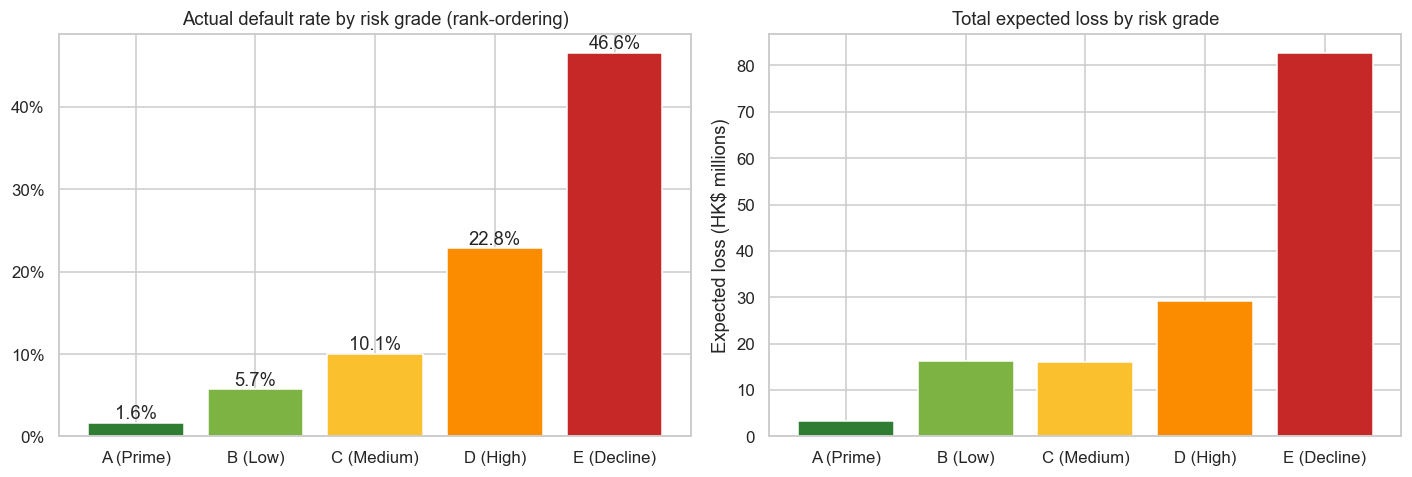 Actual default rate by risk grade (rank-ordering)
46.6%
40%
30%
22.8%
20%
10.1%
10%
5.7%
1.6%
0%
A (Prime)
B (Low)
C (Medium)
D (High)
E (Decline)
Total expected loss by risk grade
Expected loss (HK$ millions)
80
70
60
50
40
30
20
10
0
A (Prime)
B (Low)
C (Medium)
D (High)
E (Decline)